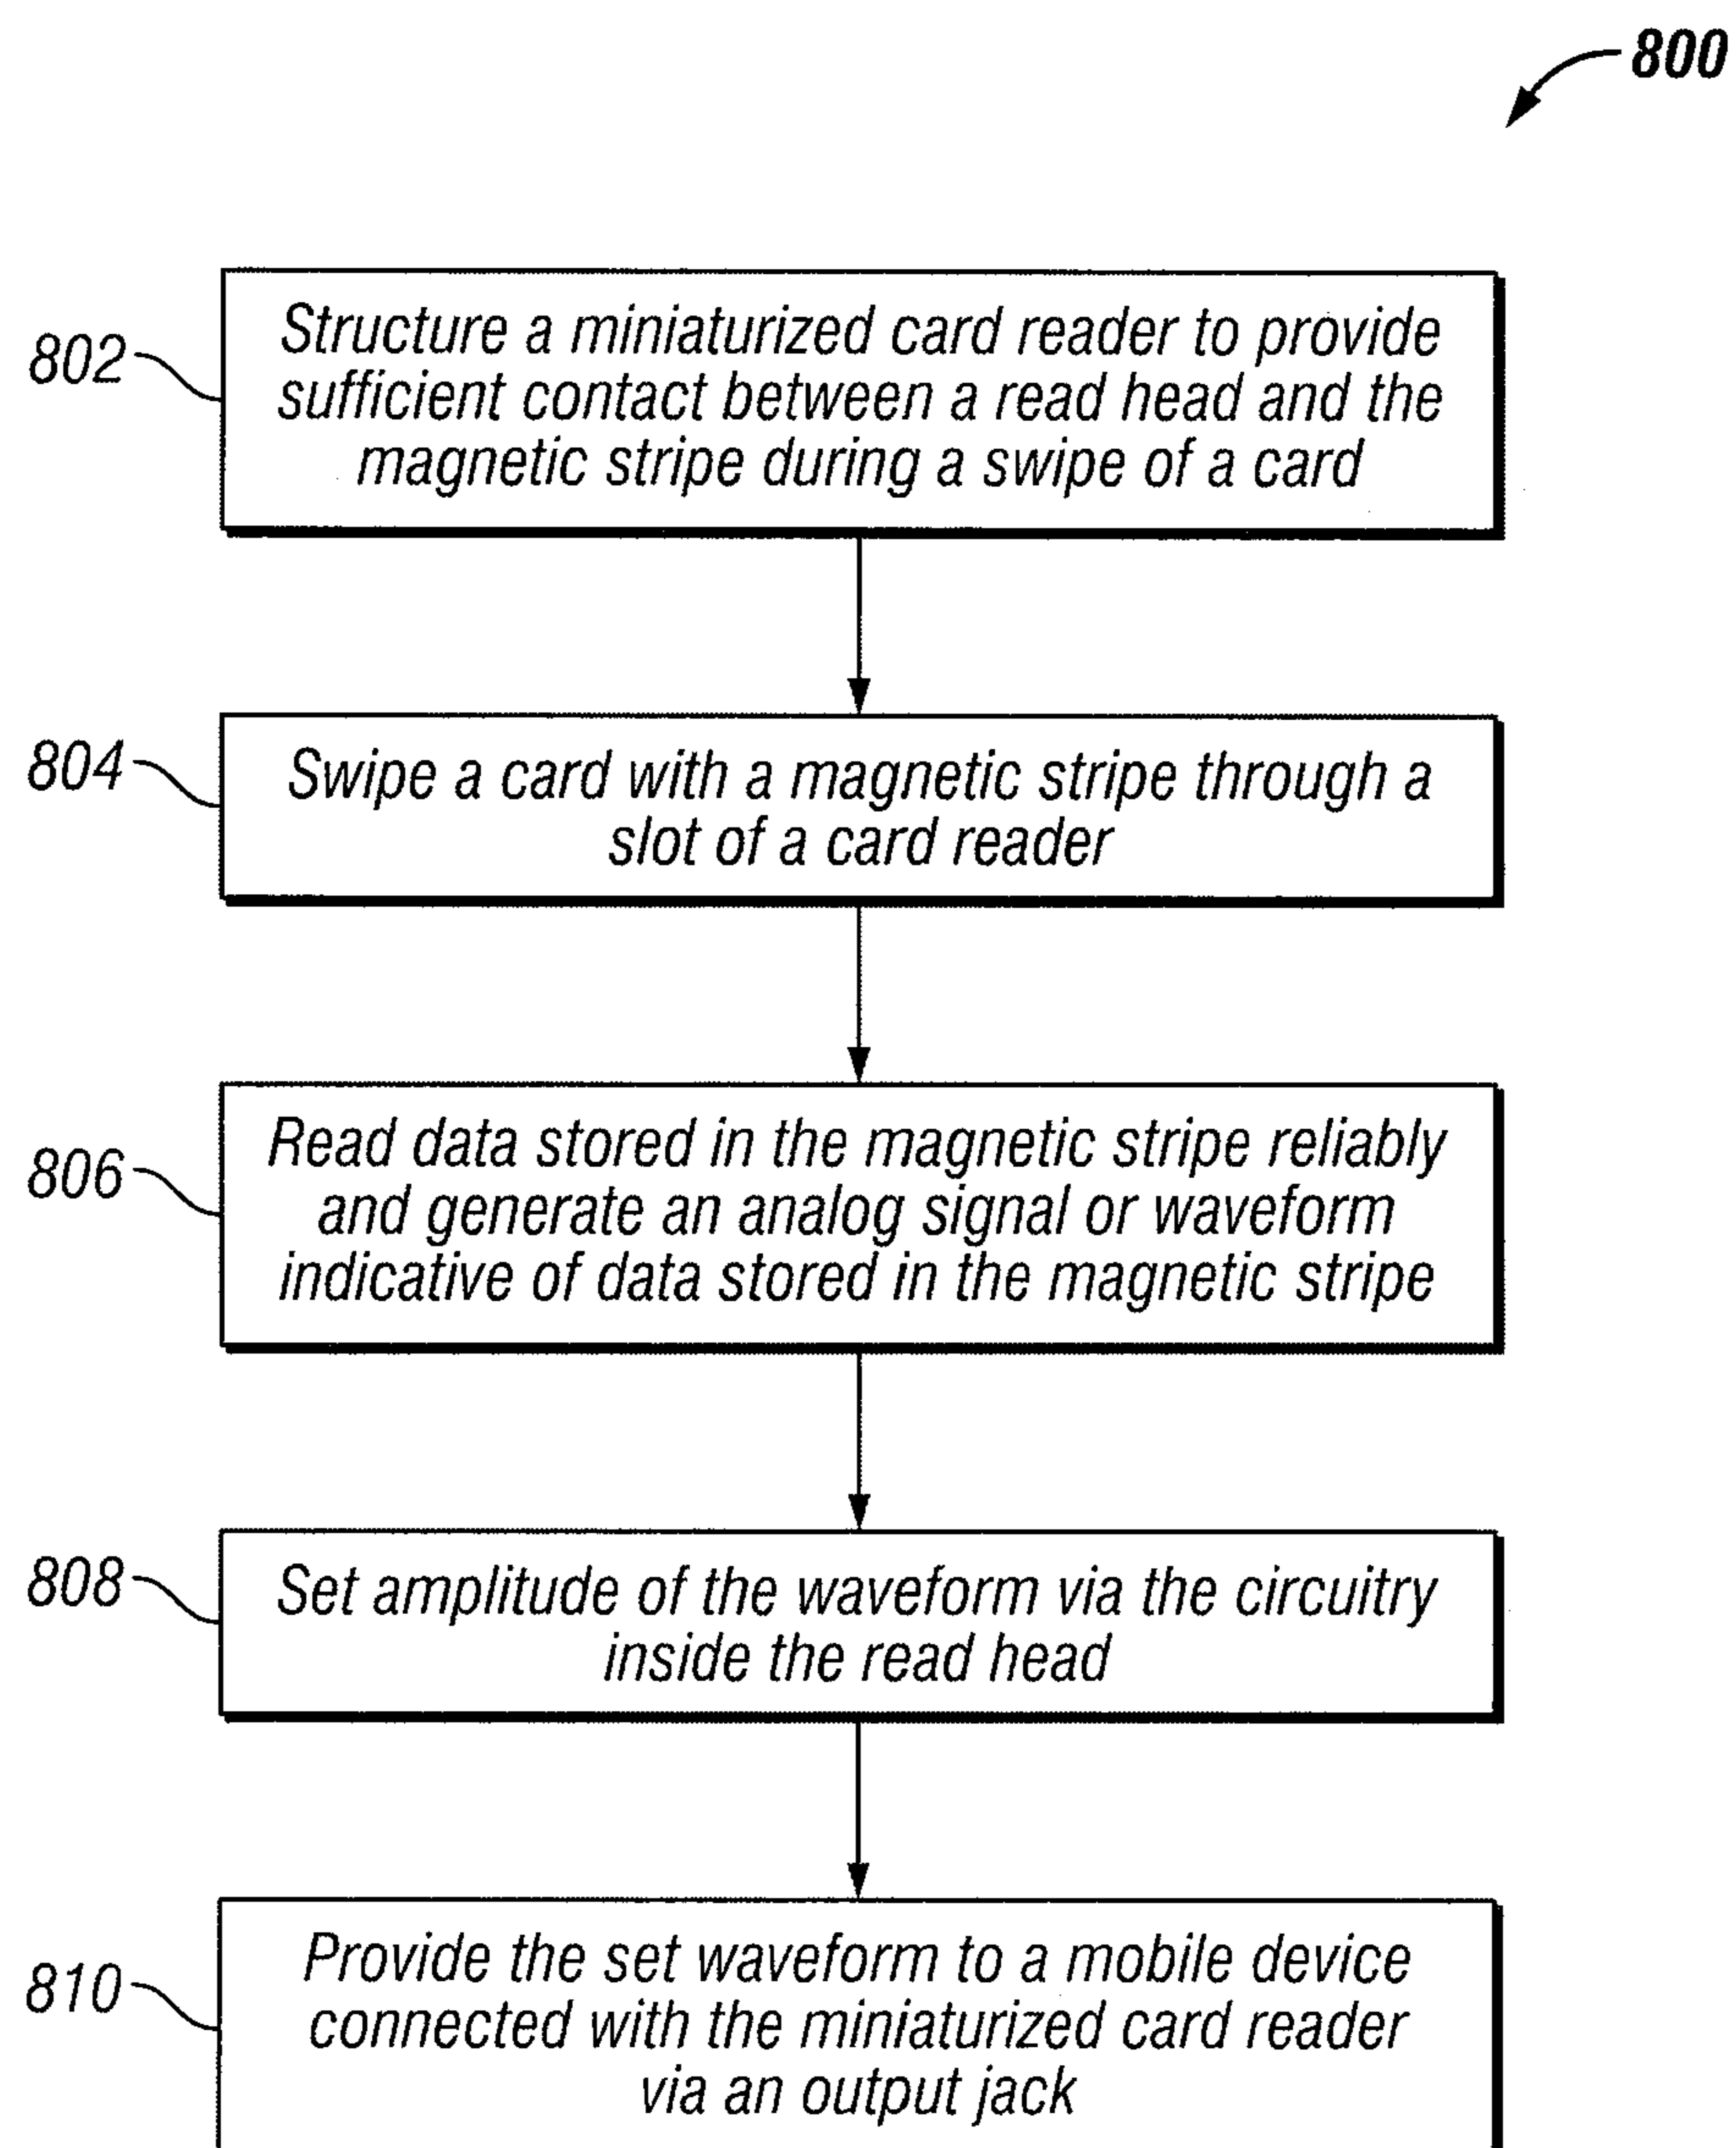 800
802
Structure a miniaturized card reader to provide
sufficient contact between a read head and the
magnetic stripe during a swipe of a card
804
Swipe a card with a magnetic stripe through a
slot of a card reader
806
Read data stored in the magnetic stripe reliably
and generate an analog signal or waveform
indicative of data stored in the magnetic stripe
808
Set amplitude of the waveform via the circuitry
inside the read head
810
Provide the set waveform to a mobile device
connected with the miniaturized card reader
via an output jack